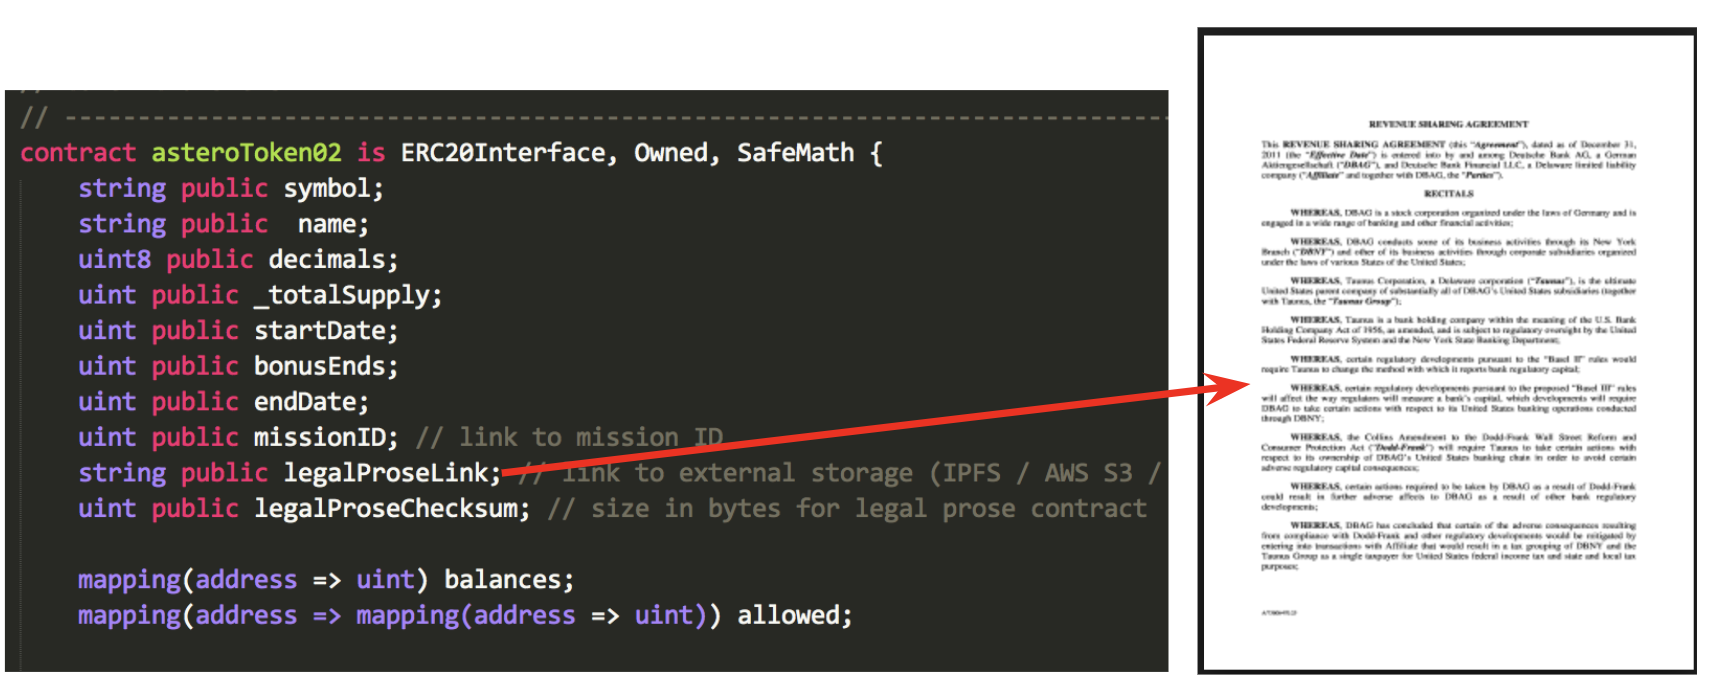 // --------------------------------------------------------------------------
contract asteroToken02 is ERC20Interface, Owned, SafeMath {
string public symbol;
string public  name;
uint8 public decimals;
uint public _totalSupply;
uint public startDate;
uint public bonusEnds;
uint public endDate;
uint public missionID; // link to mission ID
string public legalProseLink; // link to external storage (IPFS / AWS S3 /
uint public legalProseChecksum; // size in bytes for legal prose contract
mapping(address => uint) balances;
mapping(address => mapping(address => uint)) allowed;
REVENUE SHARING AGREEMENT
This REVENUE SHARING AGREEMENT (this "Agreement"), dated as of December 31,
2011 (the "Effective Date") is entered into by and among Deutsche Bank AG, a German
Aktiengesellschaft ("DBAG"), and Deutsche Bank Financial LLC, a Delaware limited liability
company ("Affiliate" and together with DBAG, the "Parties").
RECITALS
WHEREAS, DBAG is a stock corporation organized under the laws of Germany and is
engaged in a wide range of banking and other financial activities;
WHEREAS, DBAG conducts some of its business activities through its New York
Branch ("DBNY") and other of its business activities through corporate subsidiaries organized
under the laws of various States of the United States;
WHEREAS, Taunus Corporation, a Delaware corporation ("Taunus"), is the ultimate
United States parent company of substantially all of DBAG's United States subsidiaries (together
with Taunus, the "Taunus Group");
WHEREAS, Taunus is a bank holding company within the meaning of the U.S. Bank
Holding Company Act of 1956, as amended, and is subject to regulatory oversight by the United
States Federal Reserve System and the New York State Banking Department;
WHEREAS, certain regulatory developments pursuant to the "Basel II" rules would
require Taunus to change the method with which it reports bank regulatory capital;
WHEREAS, certain regulatory developments pursuant to the proposed "Basel III" rules
will affect the way regulators will measure a bank's capital, which developments will require
DBAG to take certain actions with respect to its United States banking operations conducted
through DBNY;
WHEREAS, the Collins Amendment to the Dodd-Frank Wall Street Reform and
Consumer Protection Act ("Dodd-Frank") will require Taunus to take certain actions with
respect to its ownership of DBAG's United States banking chain in order to avoid certain
adverse regulatory capital consequences;
WHEREAS, certain actions required to be taken by DBAG as a result of Dodd-Frank
could result in further adverse affects to DBAG as a result of other bank regulatory
developments;
WHEREAS, DBAG has concluded that certain of the adverse consequences resulting
from compliance with Dodd-Frank and other regulatory developments would be mitigated by
entering into transactions with Affiliate that would result in a tax grouping of DBNY and the
Taunus Group as a single taxpayer for United States federal income tax and state and local tax
purposes;